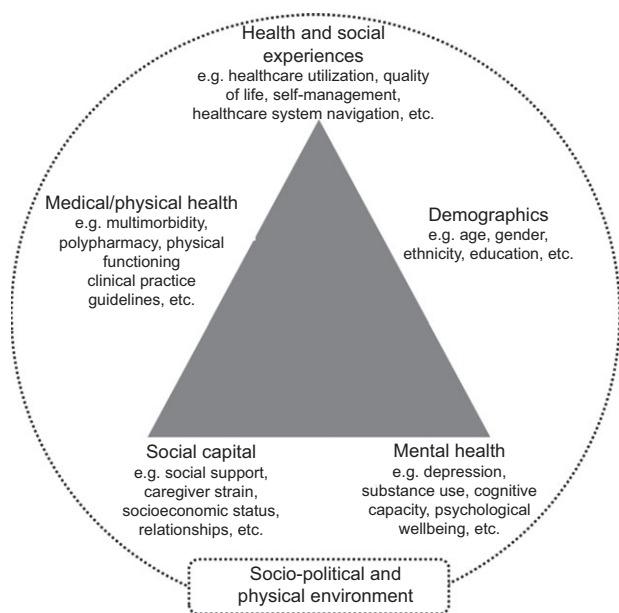 Health and social
experiences
e.g. healthcare utilization, quality
of life, self-management,
healthcare system navigation, etc.
Medical/physical health
e.g. multimorbidity,
polypharmacy, physical
functioning
clinical practice
guidelines, etc.
Demographics
e.g. age, gender,
ethnicity, education, etc.
Social capital
e.g. social support,
caregiver strain,
socioeconomic status,
relationships, etc.
Mental health
e.g. depression,
substance use, cognitive
capacity, psychological
wellbeing, etc.
Socio-political and
physical environment